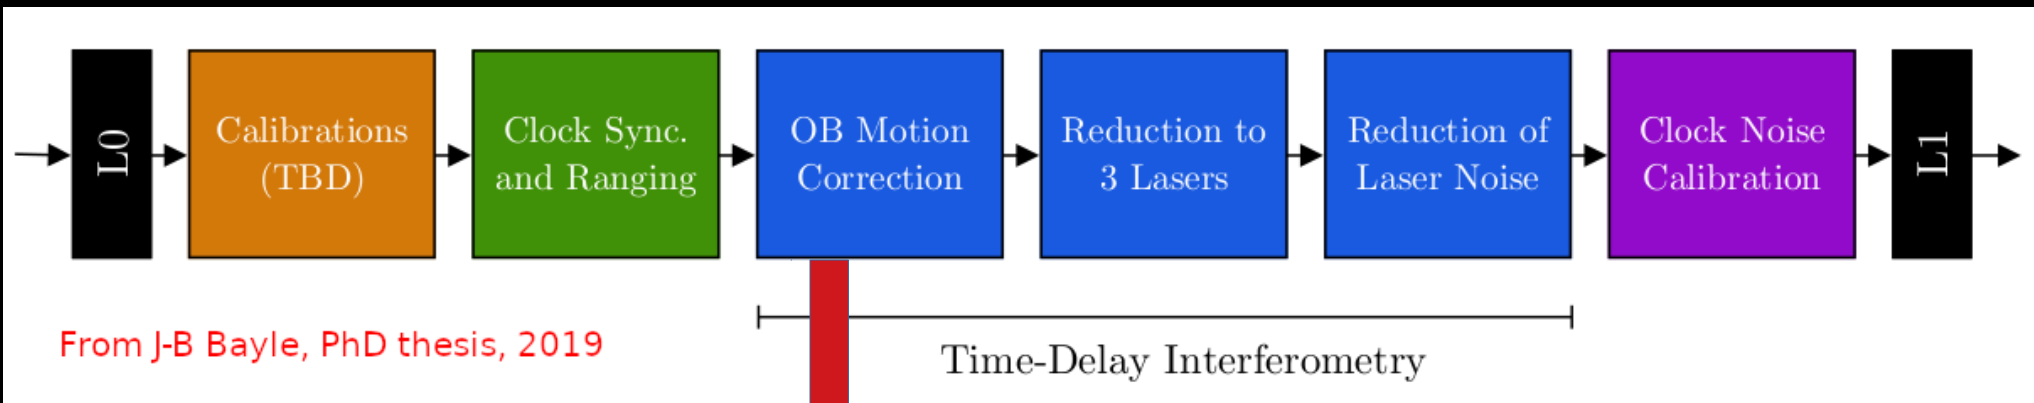 L0
Calibrations
(TBD)
Clock Sync.
and Ranging
OB Motion
Correction
Reduction to
3 Lasers
Reduction of
Laser Noise
Clock Noise
Calibration
L1
From J-B Bayle, PhD thesis, 2019
Time-Delay Interferometry